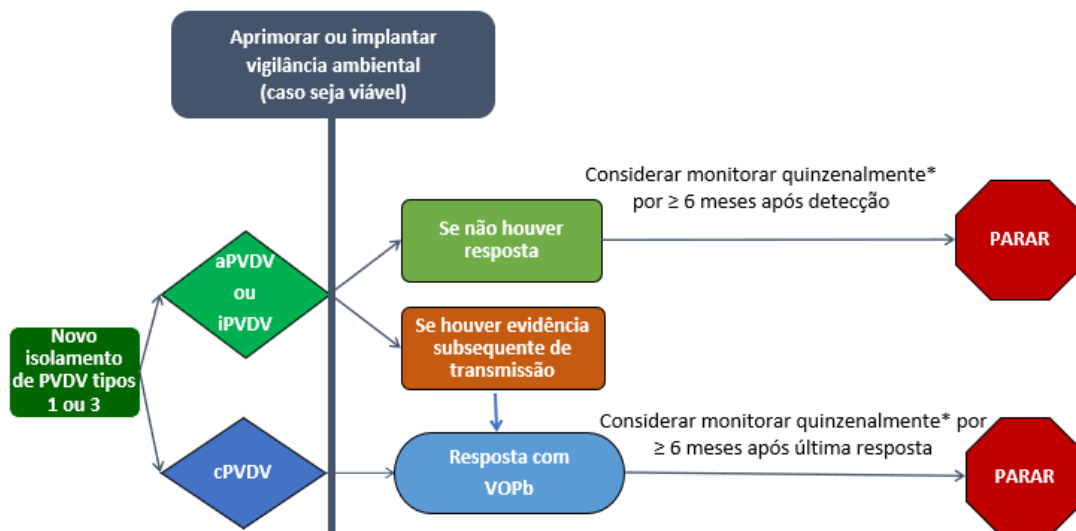 Aprimorar ou implantar
vigilância ambiental
(caso seja viável)
Considerar monitorar quinzenalmente*
por ≥ 6 meses após detecção
Se não houver
resposta
PARAR
aPVDV
ou
iPVDV
Novo
isolamento
de PVDV tipos
1 ou 3
Se houver evidência
subsequente de
transmissão
Considerar monitorar quinzenalmente* por
≥ 6 meses após última resposta
cPVDV
Resposta com
VOPb
PARAR